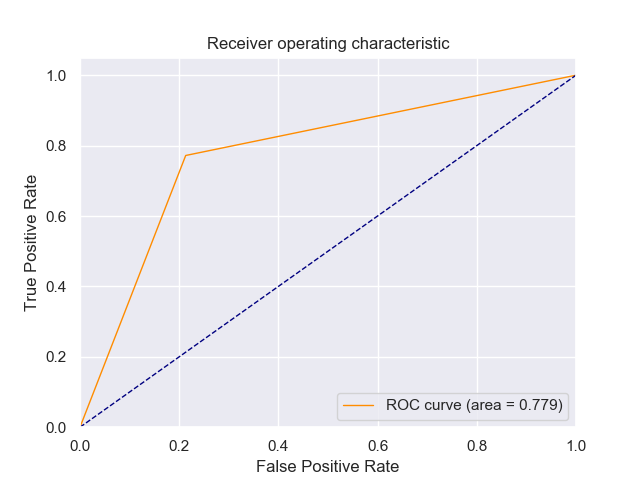 Receiver operating characteristic
True Positive Rate
1.0
0.8
0.6
0.4
0.2
0.0
ROC curve (area = 0.779)
0.0 0.2 0.4 0.6 0.8 1.0
False Positive Rate